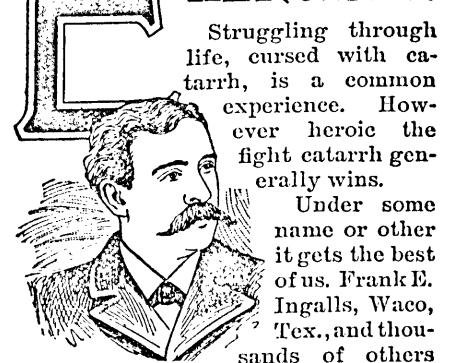 Struggling through
life, cursed with ca-
tarrh, is a common
experience. How-
ever heroic the
fight catarrh gen-
erally wins.
Under some
name or other
it gets the best
of us. Frank E.
Ingalls, Waco,
Tex., and thou-
sands of others